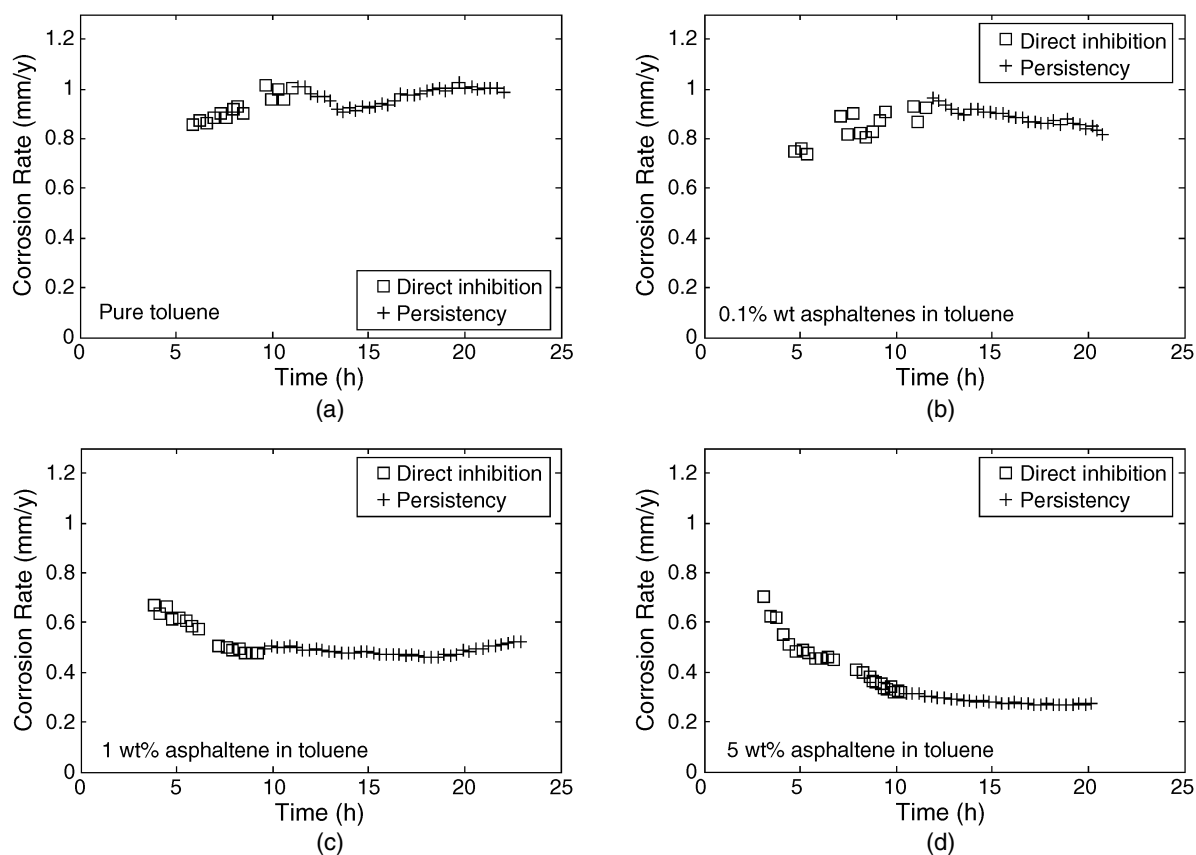 1.2
1
0.8
0.6
0.4
0.2
0
Corrosion Rate (mm/y)
Direct inhibition
Persistency
Pure toluene
0 5 10 15 20 25
Time (h)
(a)
1.2
1
0.8
0.6
0.4
0.2
0
Corrosion Rate (mm/y)
Direct inhibition
Persistency
0.1% wt asphaltenes in toluene
0 5 10 15 20 25
Time (h)
(b)
1.2
1
0.8
0.6
0.4
0.2
0
Corrosion Rate (mm/y)
Direct inhibition
Persistency
1 wt% asphaltene in toluene
0 5 10 15 20 25
Time (h)
(c)
1.2
1
0.8
0.6
0.4
0.2
0
Corrosion Rate (mm/y)
Direct inhibition
Persistency
5 wt% asphaltene in toluene
0 5 10 15 20 25
Time (h)
(d)